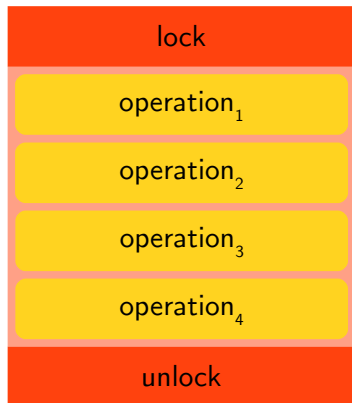 lock
operation₁
operation₂
operation₃
operation₄
unlock